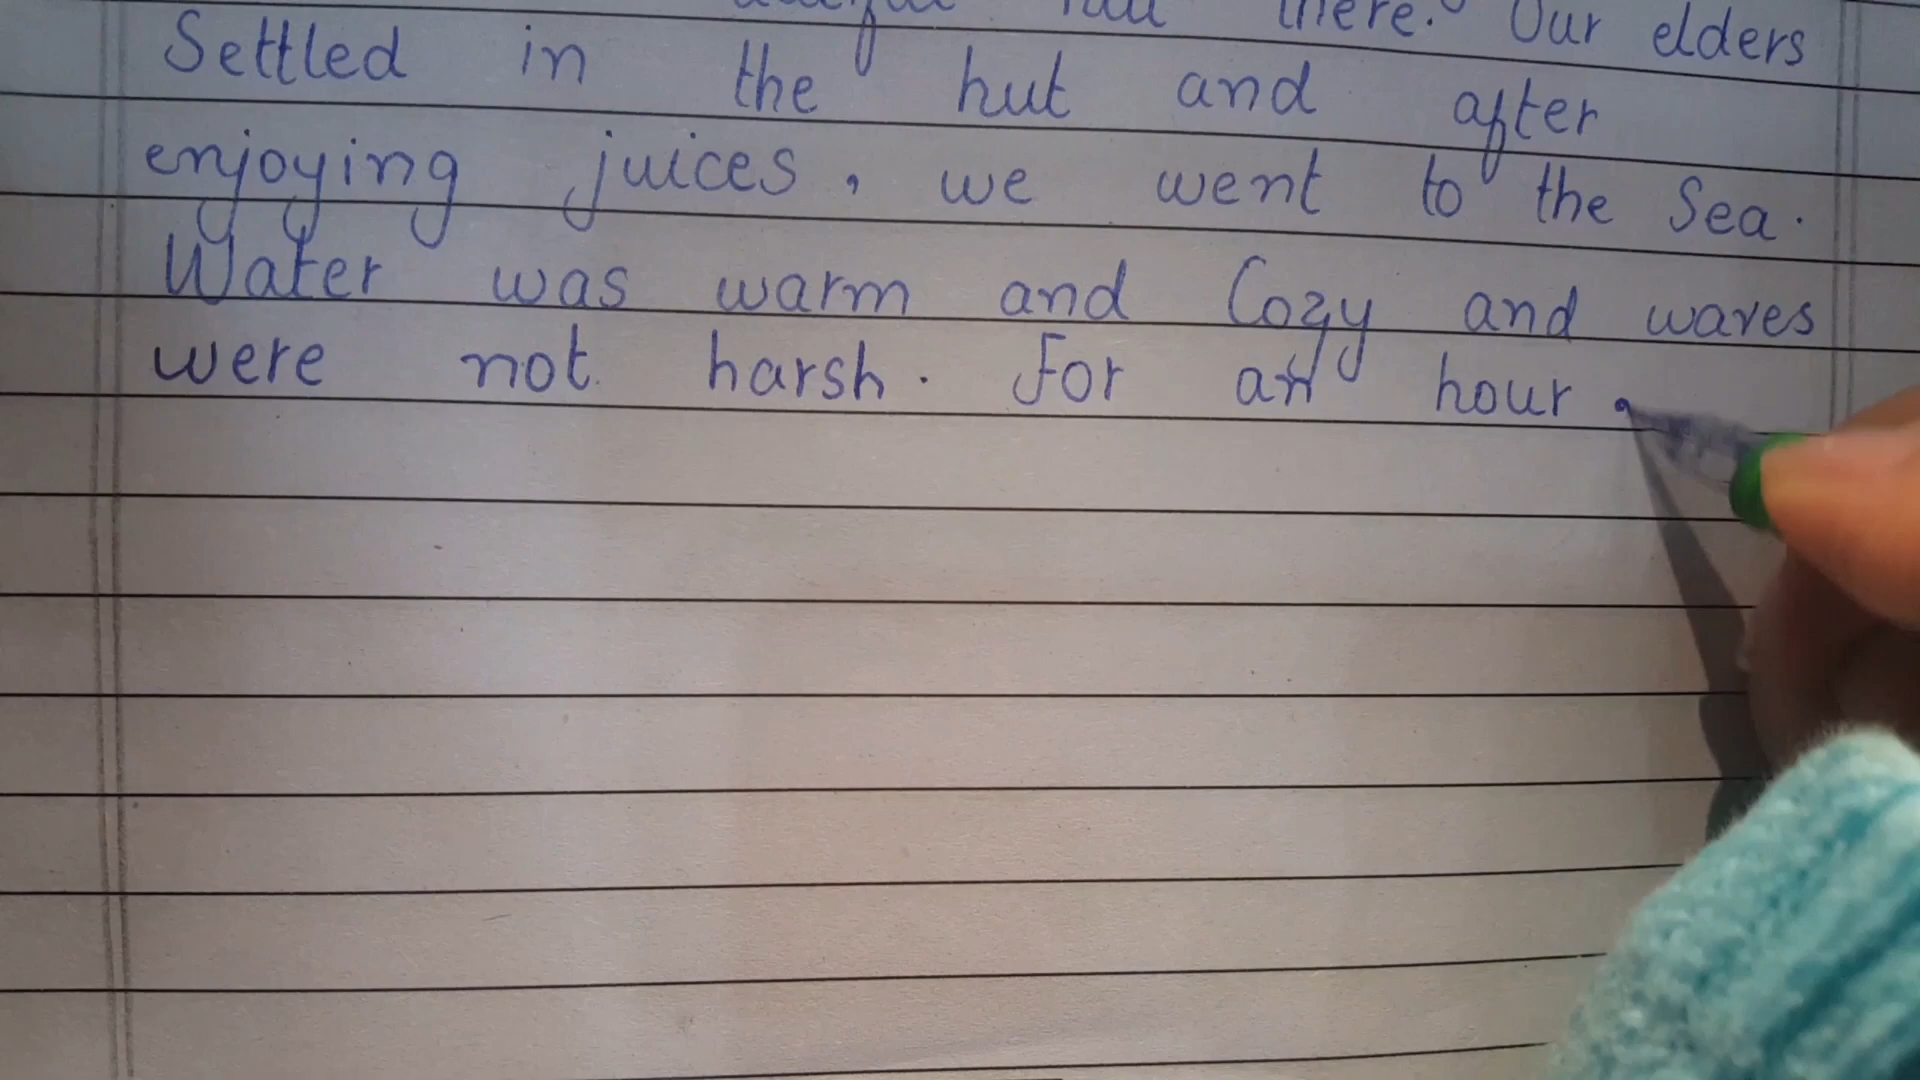 there. Our elders
Settled in the hut and after
enjoying juices, we went to the Sea.
Water was warm and Cozy and waves
were not harsh. For an hour,